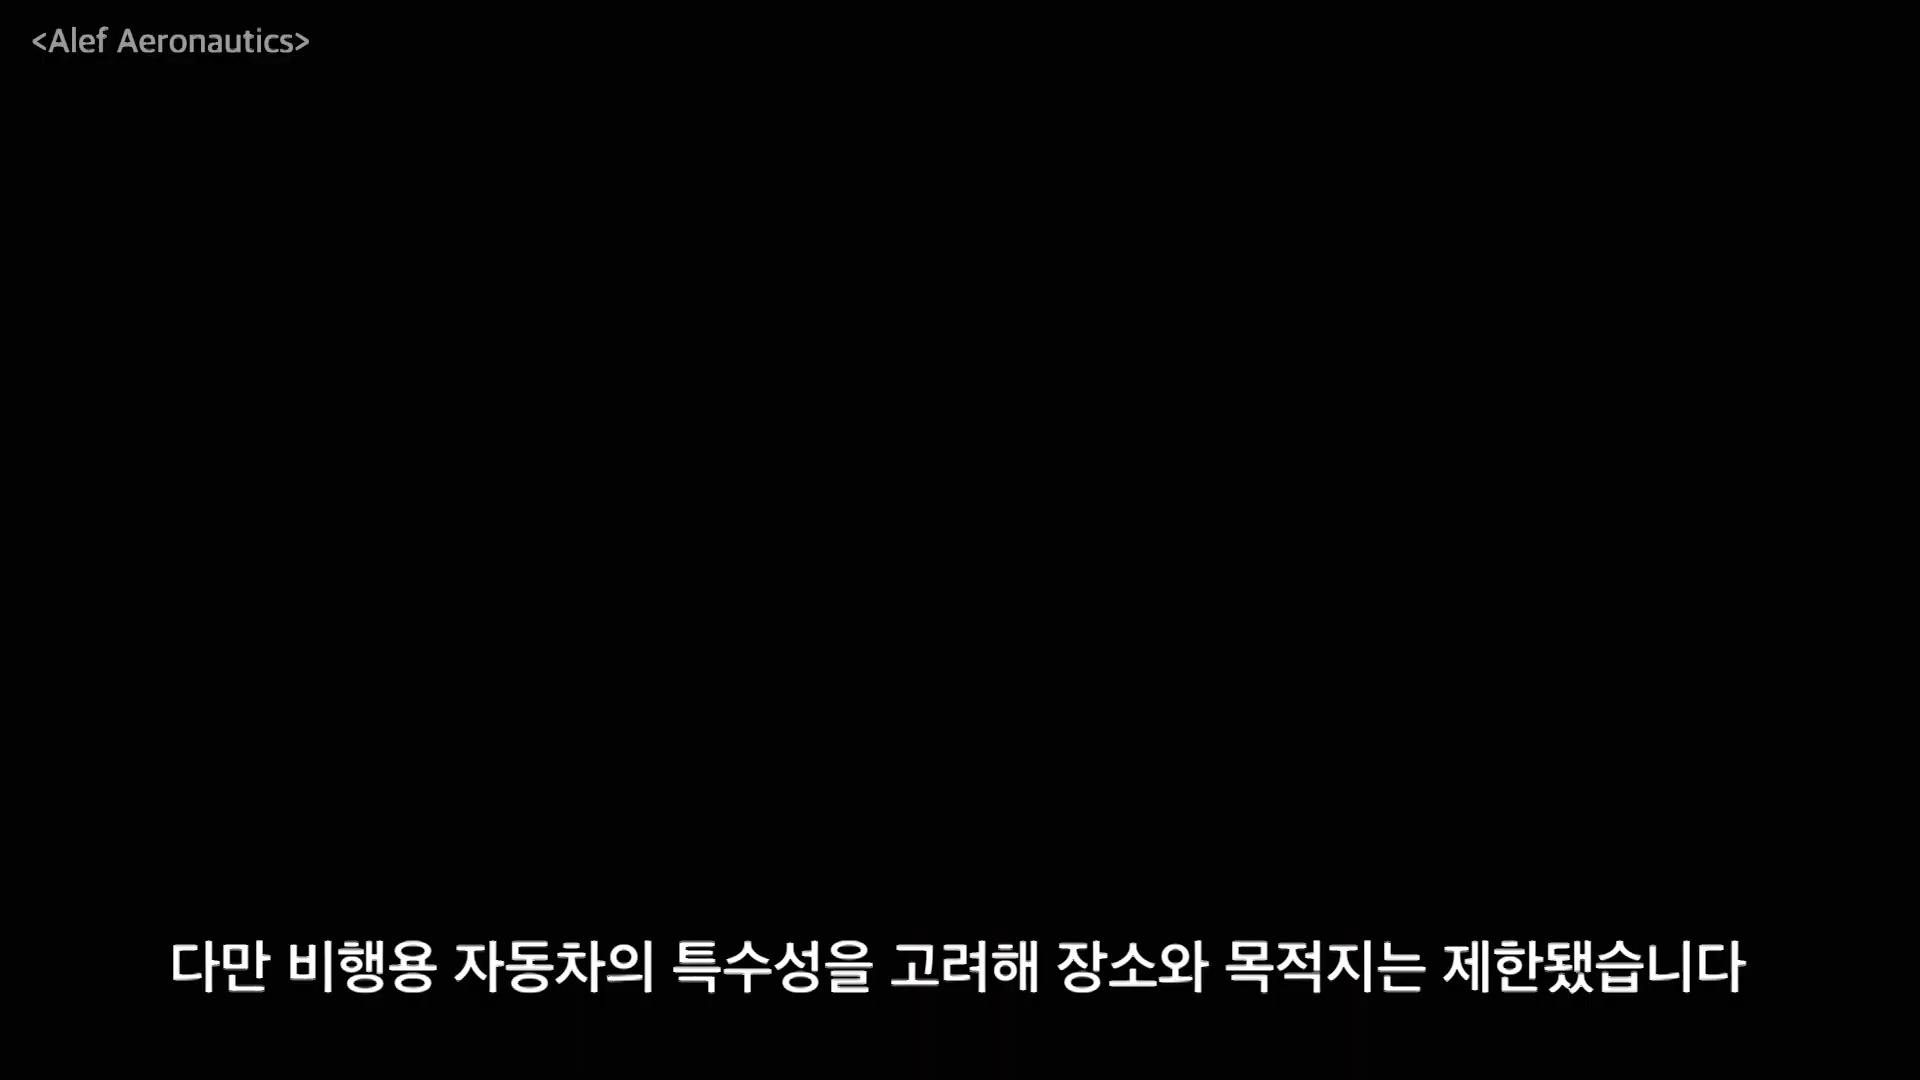 <Alef Aeronautics>
다만 비행용 자동차의 특수성을 고려해 장소와 목적지는 제한됐습니다